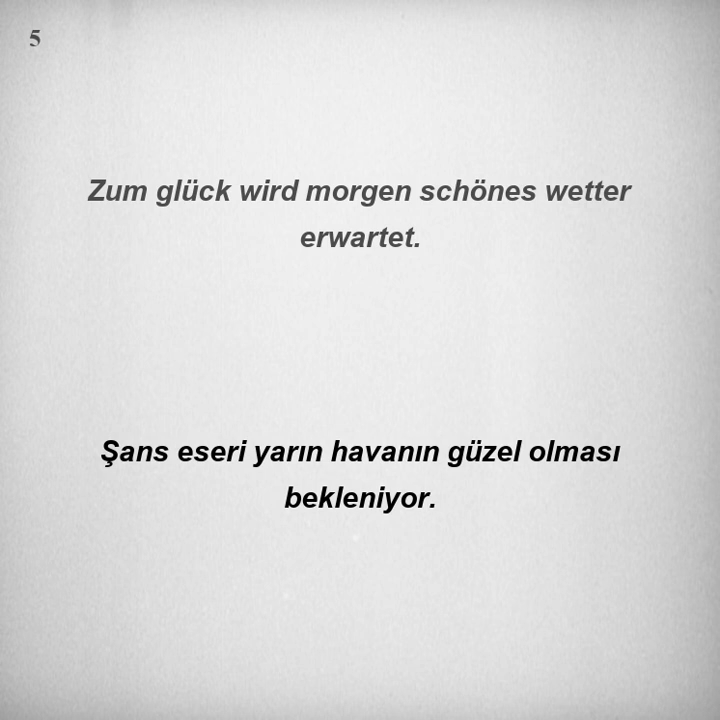 5
Zum glück wird morgen schönes wetter
erwartet.
Şans eseri yarın havanın güzel olması
bekleniyor.